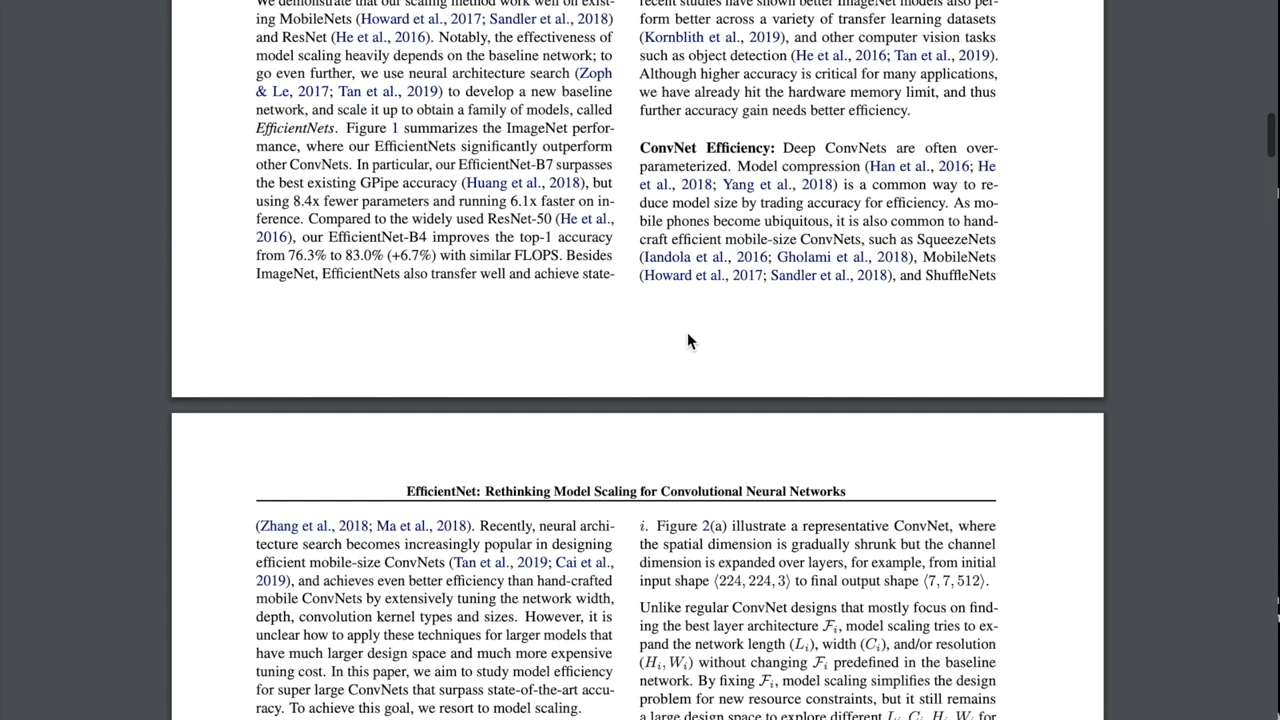 We demonstrate that our scaling method work well on exist-
ing MobileNets (Howard et al., 2017; Sandler et al., 2018)
and ResNet (He et al., 2016). Notably, the effectiveness of
model scaling heavily depends on the baseline network; to
go even further, we use neural architecture search (Zoph
& Le, 2017; Tan et al., 2019) to develop a new baseline
network, and scale it up to obtain a family of models, called
EfficientNets. Figure 1 summarizes the ImageNet perfor-
mance, where our EfficientNets significantly outperform
other ConvNets. In particular, our EfficientNet-B7 surpasses
the best existing GPipe accuracy (Huang et al., 2018), but
using 8.4x fewer parameters and running 6.1x faster on in-
ference. Compared to the widely used ResNet-50 (He et al.,
2016), our EfficientNet-B4 improves the top-1 accuracy
from 76.3% to 83.0% (+6.7%) with similar FLOPS. Besides
ImageNet, EfficientNets also transfer well and achieve state-
recent studies have shown better ImageNet models also per-
form better across a variety of transfer learning datasets
(Kornblith et al., 2019), and other computer vision tasks
such as object detection (He et al., 2016; Tan et al., 2019).
Although higher accuracy is critical for many applications,
we have already hit the hardware memory limit, and thus
further accuracy gain needs better efficiency.
ConvNet Efficiency: Deep ConvNets are often over-
parameterized. Model compression (Han et al., 2016; He
et al., 2018; Yang et al., 2018) is a common way to re-
duce model size by trading accuracy for efficiency. As mo-
bile phones become ubiquitous, it is also common to hand-
craft efficient mobile-size ConvNets, such as SqueezeNets
(Iandola et al., 2016; Gholami et al., 2018), MobileNets
(Howard et al., 2017; Sandler et al., 2018), and ShuffleNets
EfficientNet: Rethinking Model Scaling for Convolutional Neural Networks
(Zhang et al., 2018; Ma et al., 2018). Recently, neural archi-
tecture search becomes increasingly popular in designing
efficient mobile-size ConvNets (Tan et al., 2019; Cai et al.,
2019), and achieves even better efficiency than hand-crafted
mobile ConvNets by extensively tuning the network width,
depth, convolution kernel types and sizes. However, it is
unclear how to apply these techniques for larger models that
have much larger design space and much more expensive
tuning cost. In this paper, we aim to study model efficiency
for super large ConvNets that surpass state-of-the-art accu-
racy. To achieve this goal, we resort to model scaling.
i. Figure 2(a) illustrate a representative ConvNet, where
the spatial dimension is gradually shrunk but the channel
dimension is expanded over layers, for example, from initial
input shape ⟨224, 224, 3⟩ to final output shape ⟨7, 7, 512⟩.
Unlike regular ConvNet designs that mostly focus on find-
ing the best layer architecture Fᵢ, model scaling tries to ex-
pand the network length (Lᵢ), width (Cᵢ), and/or resolution
(Hᵢ, Wᵢ) without changing Fᵢ predefined in the baseline
network. By fixing Fᵢ, model scaling simplifies the design
problem for new resource constraints, but it still remains
a large design space to explore different Lᵢ, Cᵢ, Hᵢ, Wᵢ for